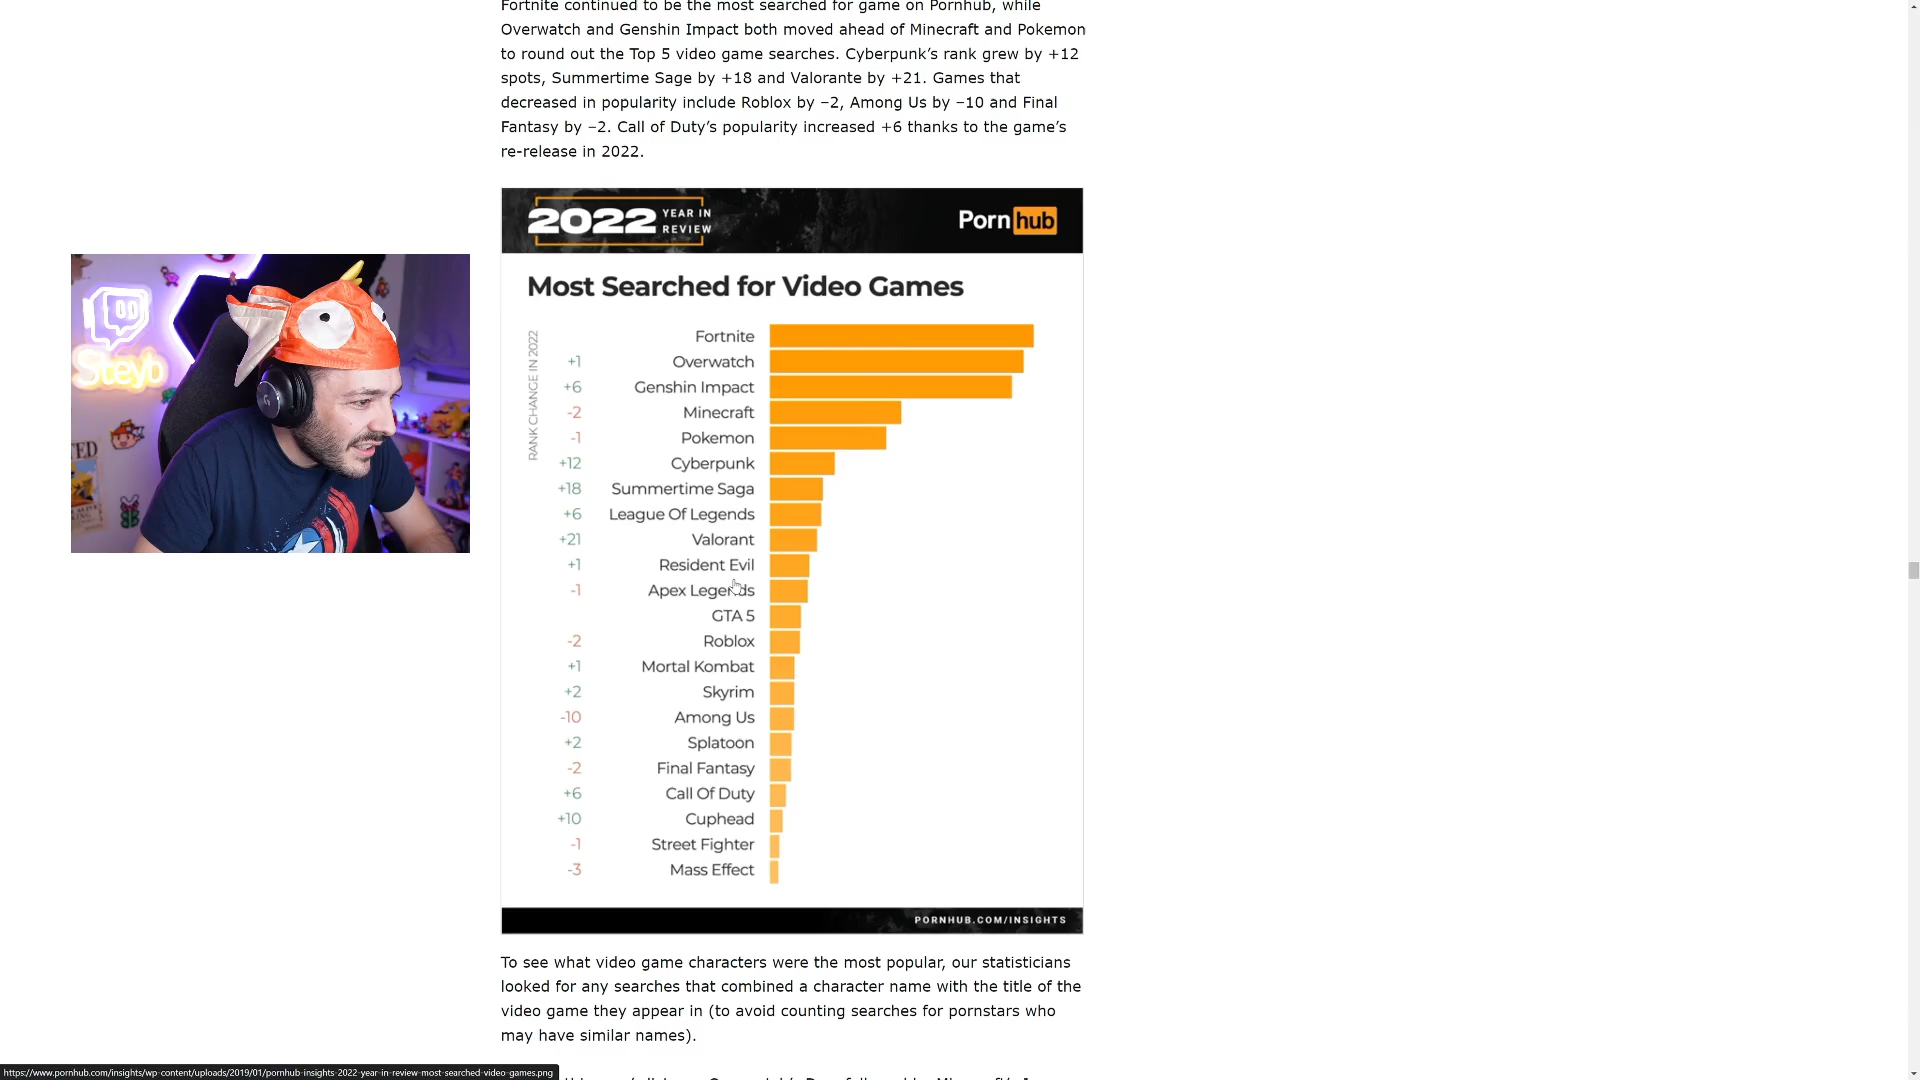 Fortnite continued to be the most searched for game on Pornhub, while
Overwatch and Genshin Impact both moved ahead of Minecraft and Pokemon
to round out the Top 5 video game searches. Cyberpunk's rank grew by +12
spots, Summertime Sage by +18 and Valorante by +21. Games that
decreased in popularity include Roblox by –2, Among Us by –10 and Final
Fantasy by –2. Call of Duty's popularity increased +6 thanks to the game's
re-release in 2022.
2022 YEAR IN REVIEW
Porn hub
Steyb
Most Searched for Video Games
RANK CHANGE IN 2022
Fortnite
+1 Overwatch
+6 Genshin Impact
-2 Minecraft
-1 Pokemon
+12 Cyberpunk
+18 Summertime Saga
+6 League Of Legends
+21 Valorant
+1 Resident Evil
-1 Apex Legends
GTA 5
-2 Roblox
+1 Mortal Kombat
+2 Skyrim
-10 Among Us
+2 Splatoon
-2 Final Fantasy
+6 Call Of Duty
+10 Cuphead
-1 Street Fighter
-3 Mass Effect
PORNHUB.COM/INSIGHTS
To see what video game characters were the most popular, our statisticians
looked for any searches that combined a character name with the title of the
video game they appear in (to avoid counting searches for pornstars who
may have similar names).
https://www.pornhub.com/insights/wp-content/uploads/2019/01/pornhub-insights-2022-year-in-review-most-searched-video-games.png